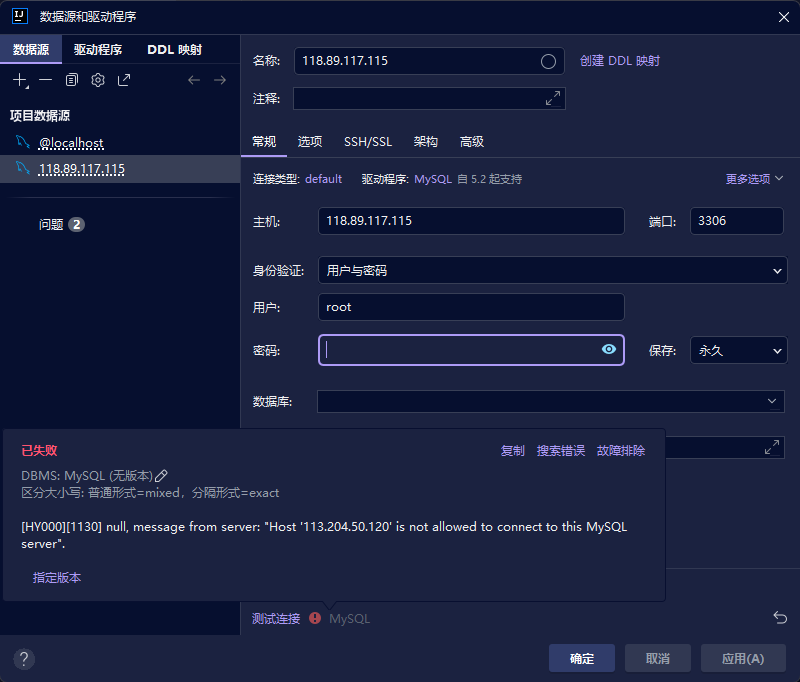 IJ 数据源和驱动程序
数据源 驱动程序 DDL 映射
项目数据源
@localhost
118.89.117.115
问题 2
名称: 118.89.117.115 创建 DDL 映射
注释:
常规 选项 SSH/SSL 架构 高级
连接类型: default 驱动程序: MySQL 自 5.2 起支持 更多选项
主机: 118.89.117.115 端口: 3306
身份验证: 用户与密码
用户: root
密码: 保存: 永久
数据库:
已失败 复制 搜索错误 故障排除
DBMS: MySQL (无版本)
区分大小写: 普通形式=mixed，分隔形式=exact
[HY000][1130] null, message from server: "Host '113.204.50.120' is not allowed to connect to this MySQL
server".
指定版本
测试连接 MySQL
? 确定 取消 应用(A)